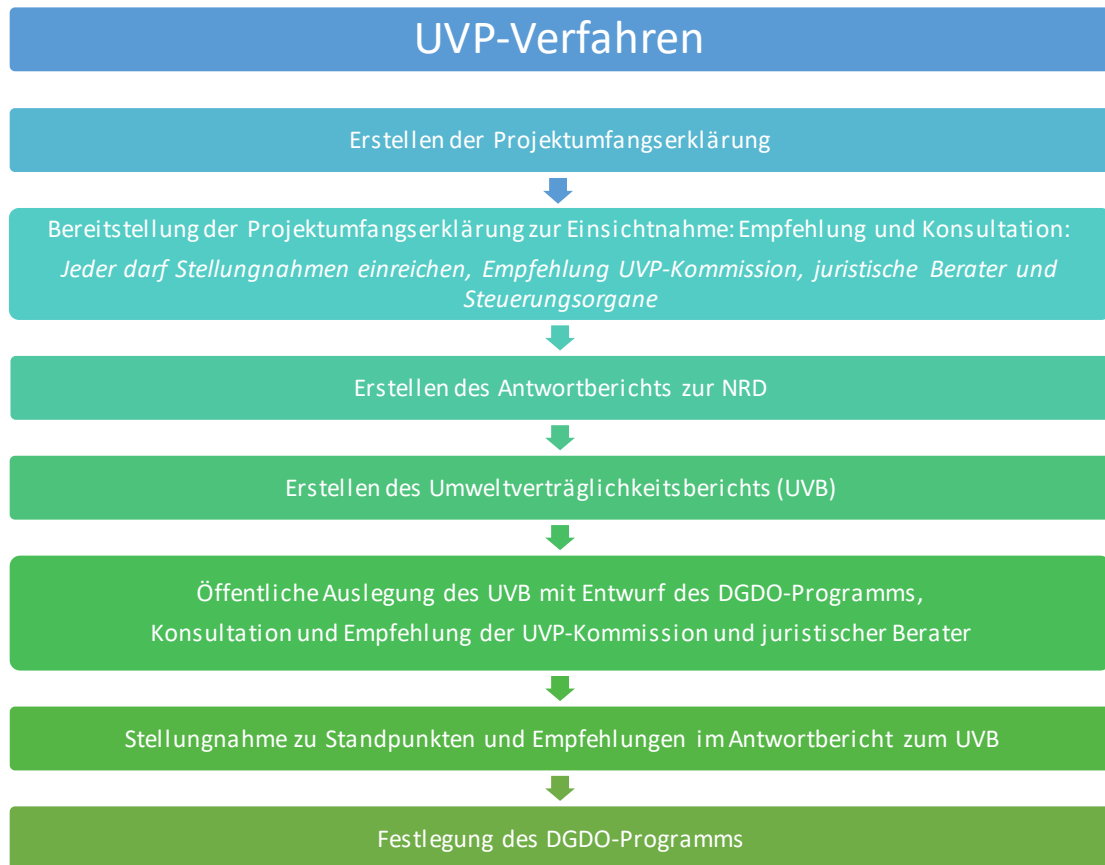 UVP-Verfahren
Erstellen der Projektumfangserklärung
Bereitstellung der Projektumfangserklärung zur Einsichtnahme: Empfehlung und Konsultation:
Jeder darf Stellungnahmen einreichen, Empfehlung UVP-Kommission, juristische Berater und
Steuerungsorgane
Erstellen des Antwortberichts zur NRD
Erstellen des Umweltverträglichkeitsberichts (UVB)
Öffentliche Auslegung des UVB mit Entwurf des DGDO-Programms,
Konsultation und Empfehlung der UVP-Kommission und juristischer Berater
Stellungnahme zu Standpunkten und Empfehlungen im Antwortbericht zum UVB
Festlegung des DGDO-Programms